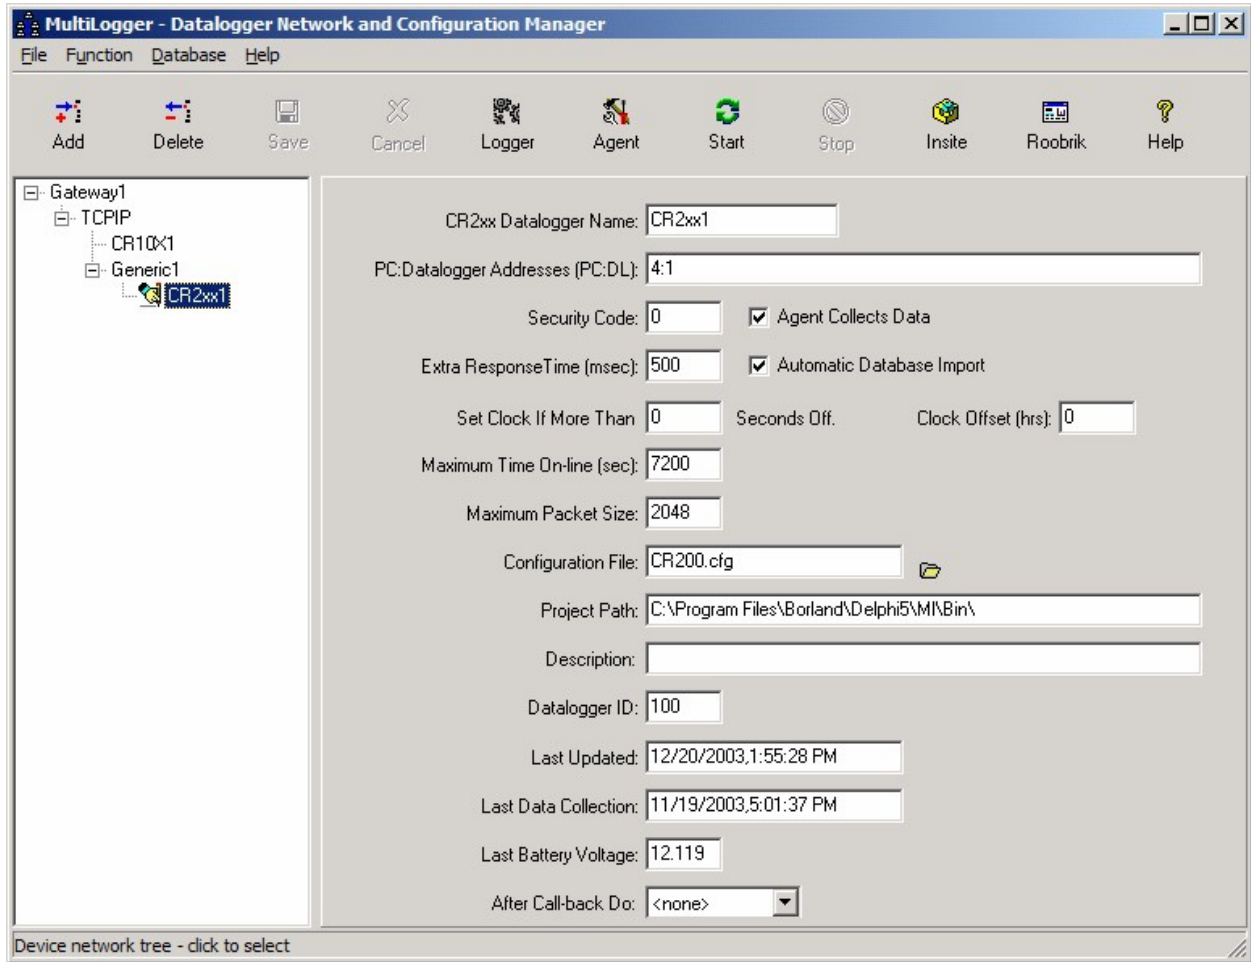 MultiLogger - Datalogger Network and Configuration Manager
File Function Database Help
Add Delete Save Cancel Logger Agent Start Stop Insite Roobrik Help
Gateway1
TCPIP
CR10X1
Generic1
CR2xx1
CR2xx Datalogger Name: CR2xx1
PC:Datalogger Addresses (PC:DL): 4:1
Security Code: 0 Agent Collects Data
Extra ResponseTime (msec): 500 Automatic Database Import
Set Clock If More Than 0 Seconds Off. Clock Offset (hrs): 0
Maximum Time On-line (sec): 7200
Maximum Packet Size: 2048
Configuration File: CR200.cfg
Project Path: C:\Program Files\Borland\Delphi5\Ml\Bin\
Description:
Datalogger ID: 100
Last Updated: 12/20/2003,1:55:28 PM
Last Data Collection: 11/19/2003,5:01:37 PM
Last Battery Voltage: 12.119
After Call-back Do: <none>
Device network tree - click to select